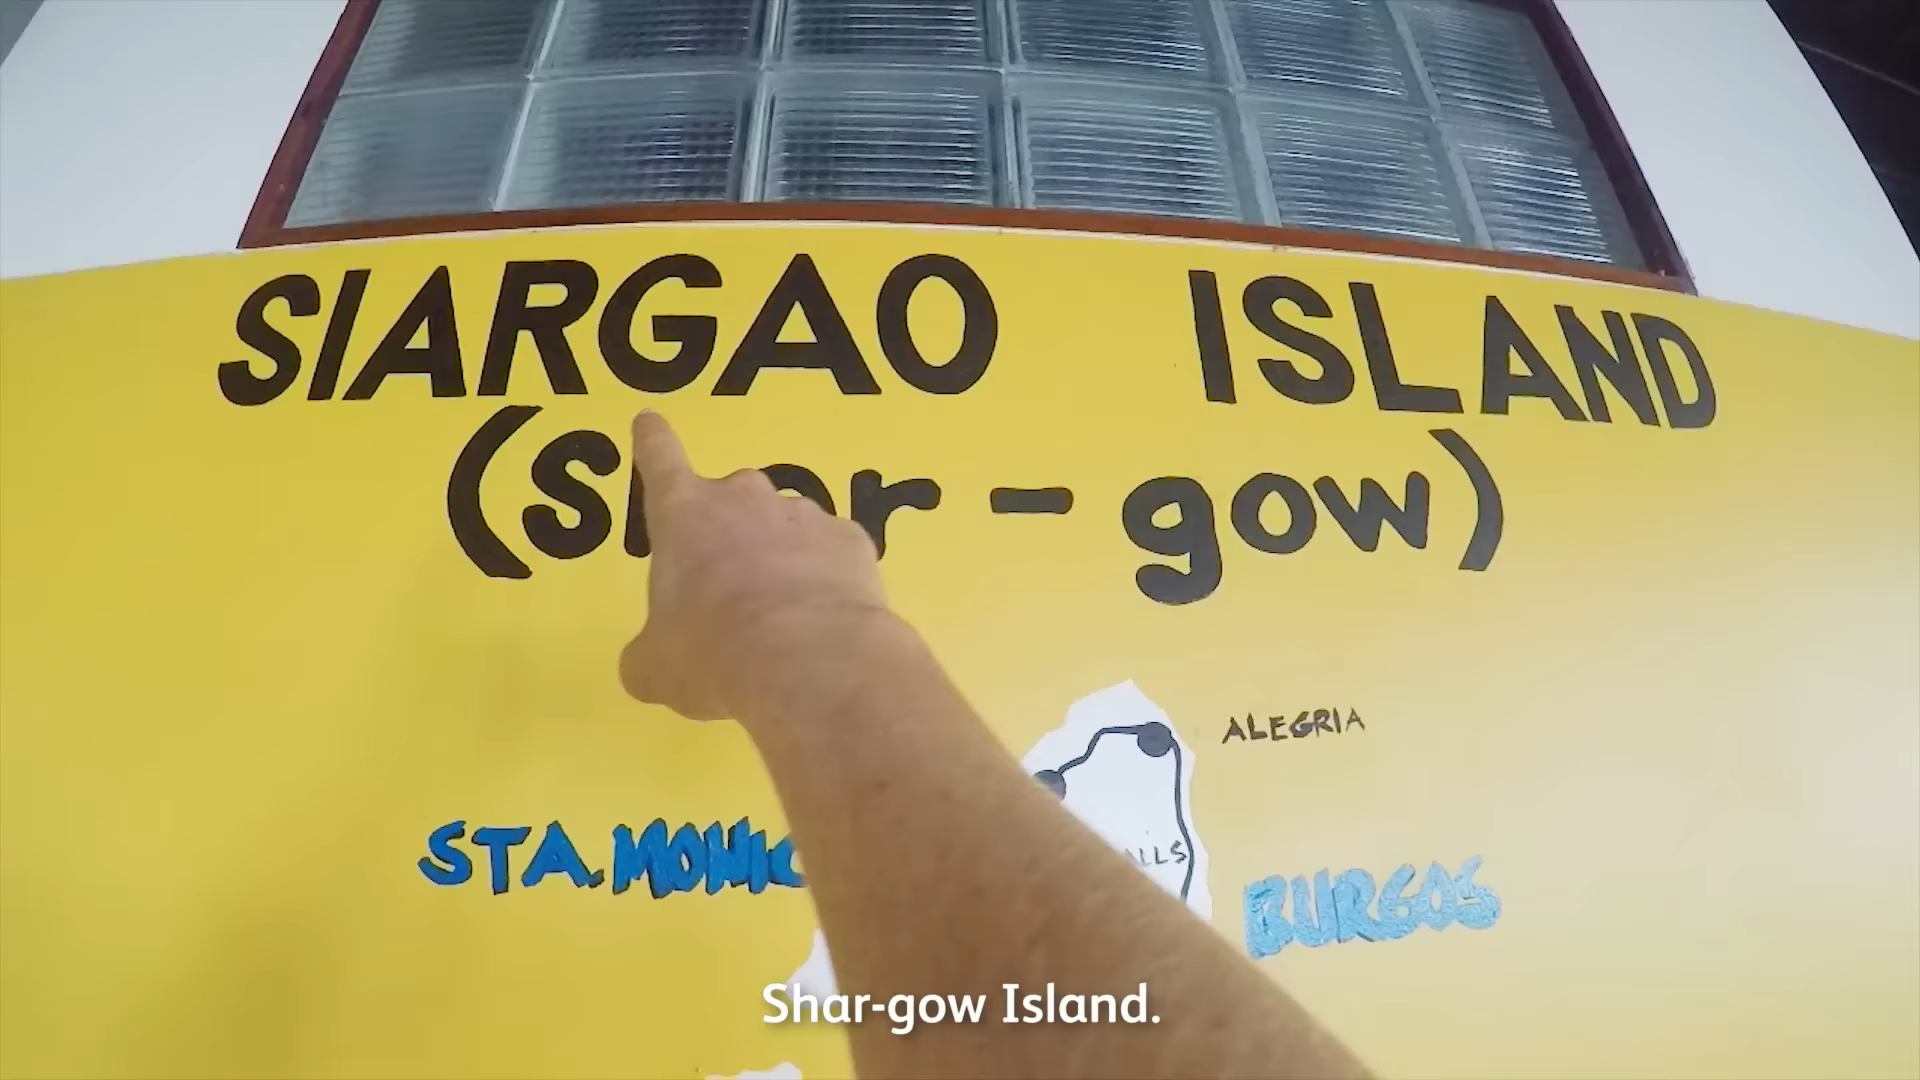 SIARGAO ISLAND
- gow)
ALEGRIA
STA.
BURGOS
Shar-gow Island.